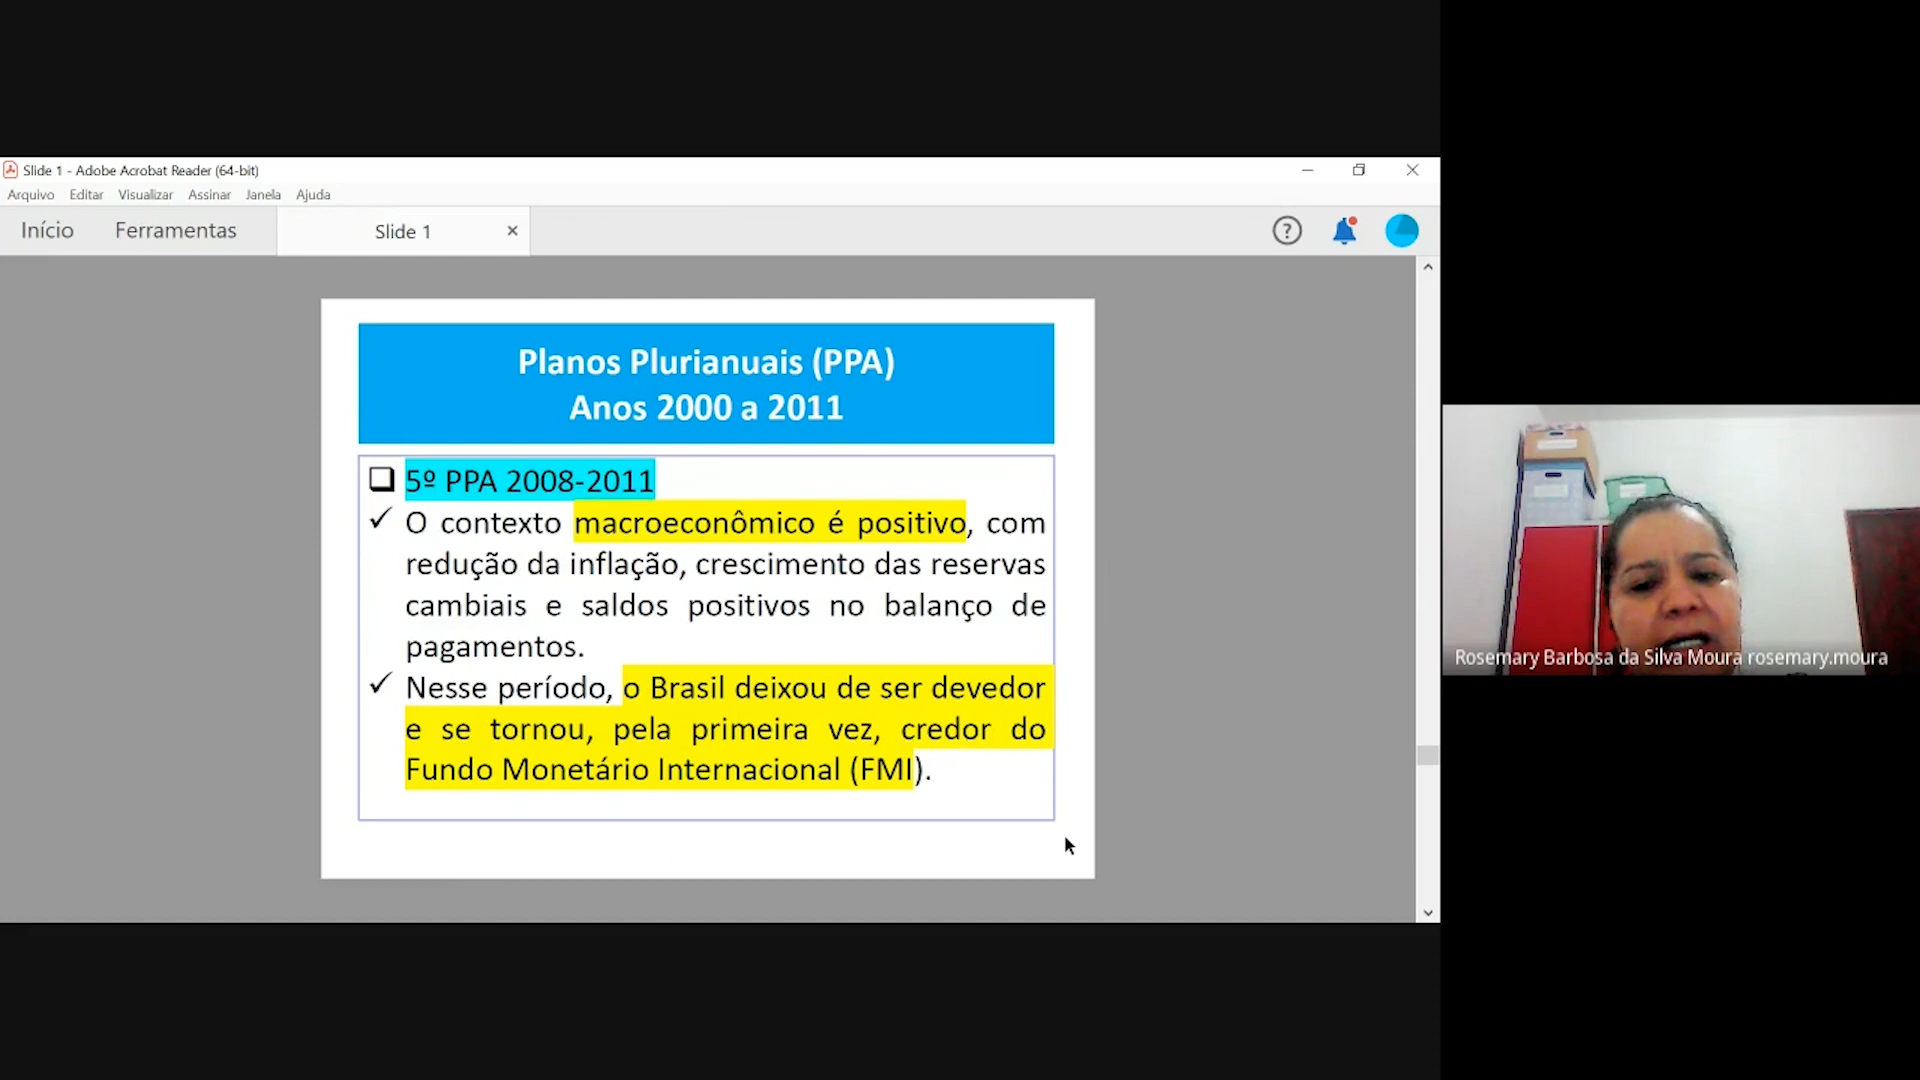 Slide 1 - Adobe Acrobat Reader (64-bit)
Arquivo Editar Visualizar Assinar Janela Ajuda
Início Ferramentas Slide 1
Planos Plurianuais (PPA)
Anos 2000 a 2011
5º PPA 2008-2011
O contexto macroeconômico é positivo, com
redução da inflação, crescimento das reservas
cambiais e saldos positivos no balanço de
pagamentos.
Nesse período, o Brasil deixou de ser devedor
e se tornou, pela primeira vez, credor do
Fundo Monetário Internacional (FMI).
Rosemary Barbosa da Silva Moura rosemary.moura